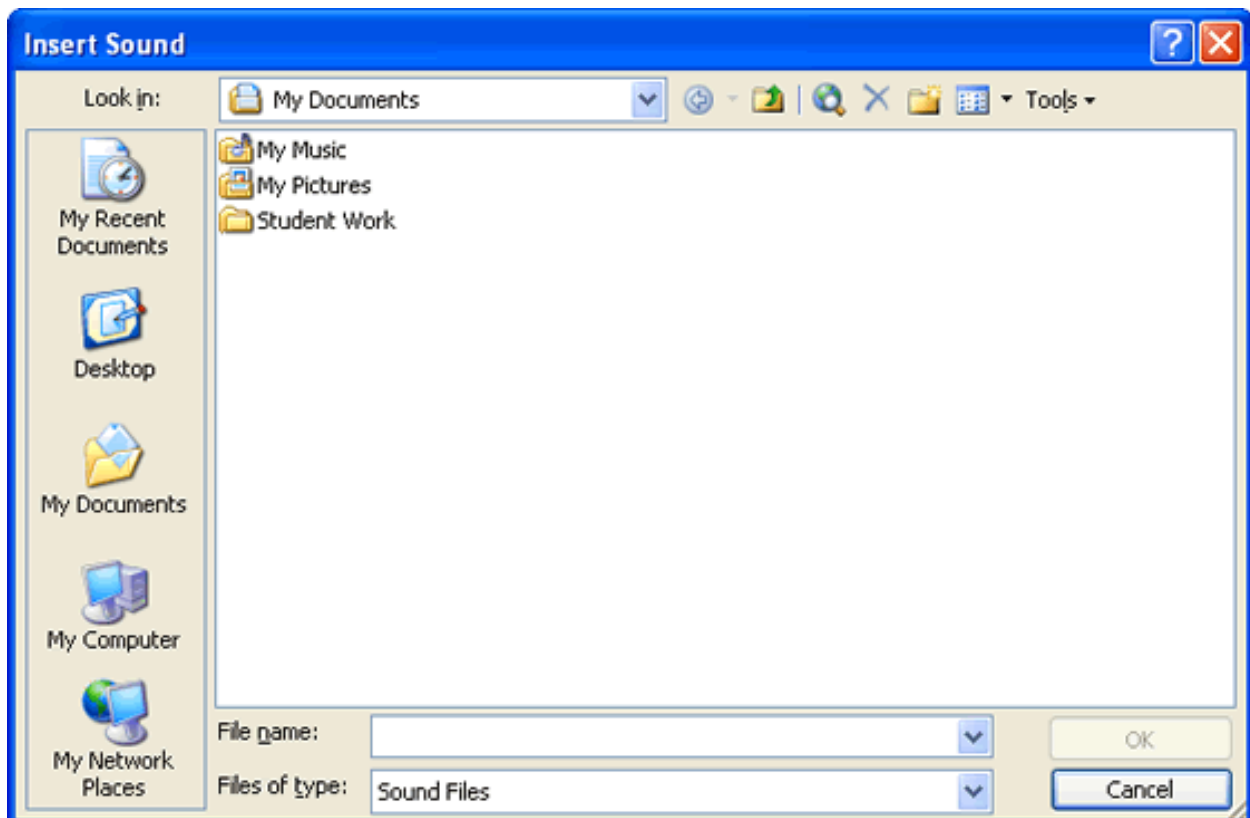 Insert Sound
?
Look in:
My Documents
Tools
My Recent
Documents
Desktop
My Documents
My Computer
My Network
Places
My Music
My Pictures
Student Work
File name:
OK
Files of type:
Sound Files
Cancel